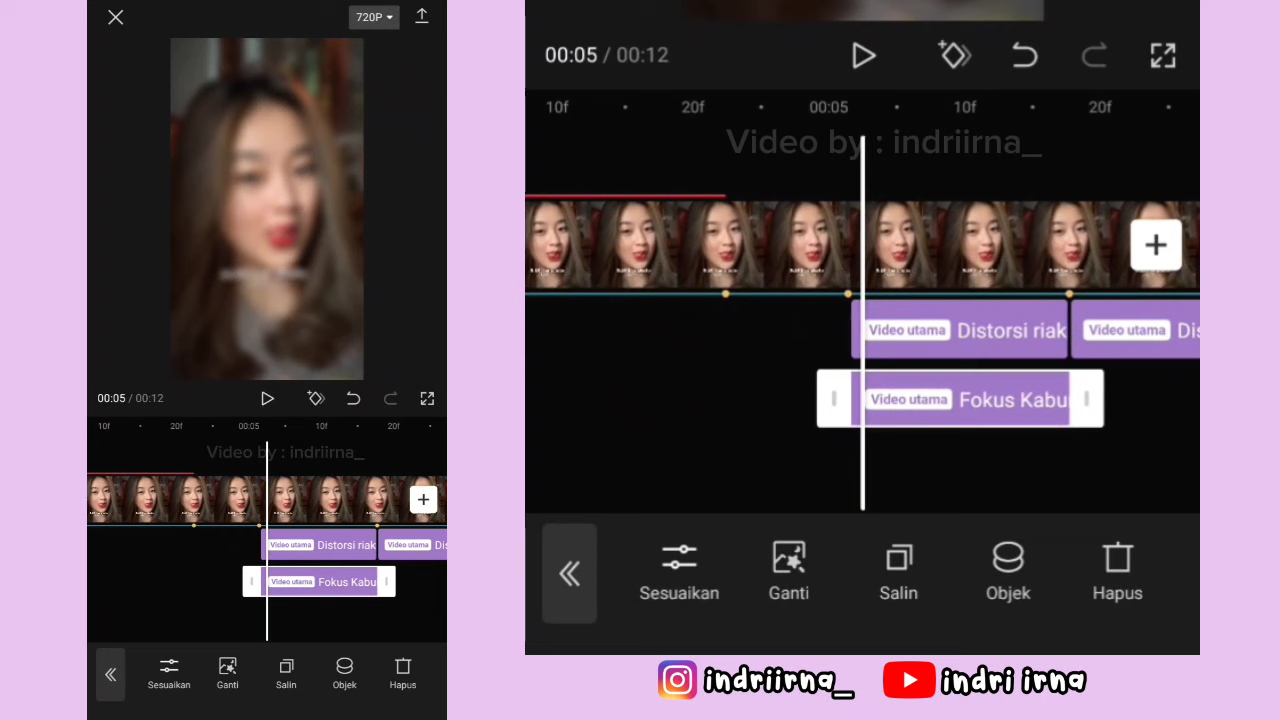 720P
00:05 / 00:12
10f 20f 00:05 10f 20f
Video by : indriirna_
Video utama Distorsi riak
Video utama Dis
Video utama Fokus Kabu
Sesuaikan
Ganti
Salin
Objek
Hapus
00:05 / 00:12
10f 20f 00:05 10f 20f
Video by : indriirna_
Video utama Distorsi riak
Video utama Dis
Video utama Fokus Kabu
Sesuaikan
Ganti
Salin
Objek
Hapus
indriirna_
indri irna